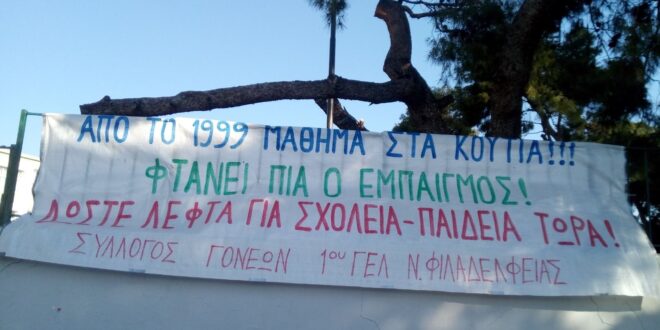 ΑΠΟ ΤΟ 1999 ΜΑΘΗΜΑ ΣΤΑ ΚΟΥΤΙΑ!!!
ΦΤΑΝΕΙ ΠΙΑ Ο ΕΜΠΑΙΓΜΟΣ!
ΔΩΣΤΕ ΛΕΦΤΑ ΓΙΑ ΣΧΟΛΕΙΑ-ΠΑΙΔΕΙΑ ΤΩΡΑ!
ΣΥΛΛΟΓΟΣ ΓΟΝΕΩΝ 1ου ΓΕΛ Ν.ΦΙΛΑΔΕΛΦΕΙΑΣ